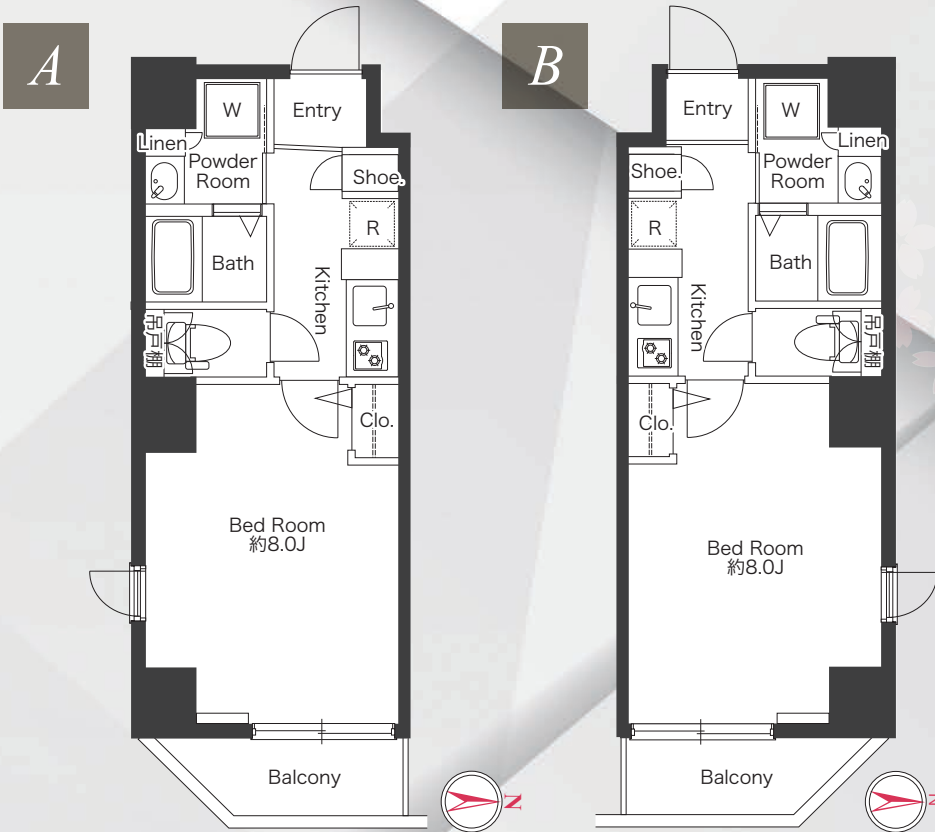 A
W
Entry
Linen
Powder
Room
Shoe.
R
Bath
Kitchen
吊戸棚
Clo.
Bed Room
約8.0J
Balcony
N
B
Entry
W
Linen
Shoe.
Powder
Room
R
Bath
Kitchen
吊戸棚
Clo.
Bed Room
約8.0J
Balcony
N